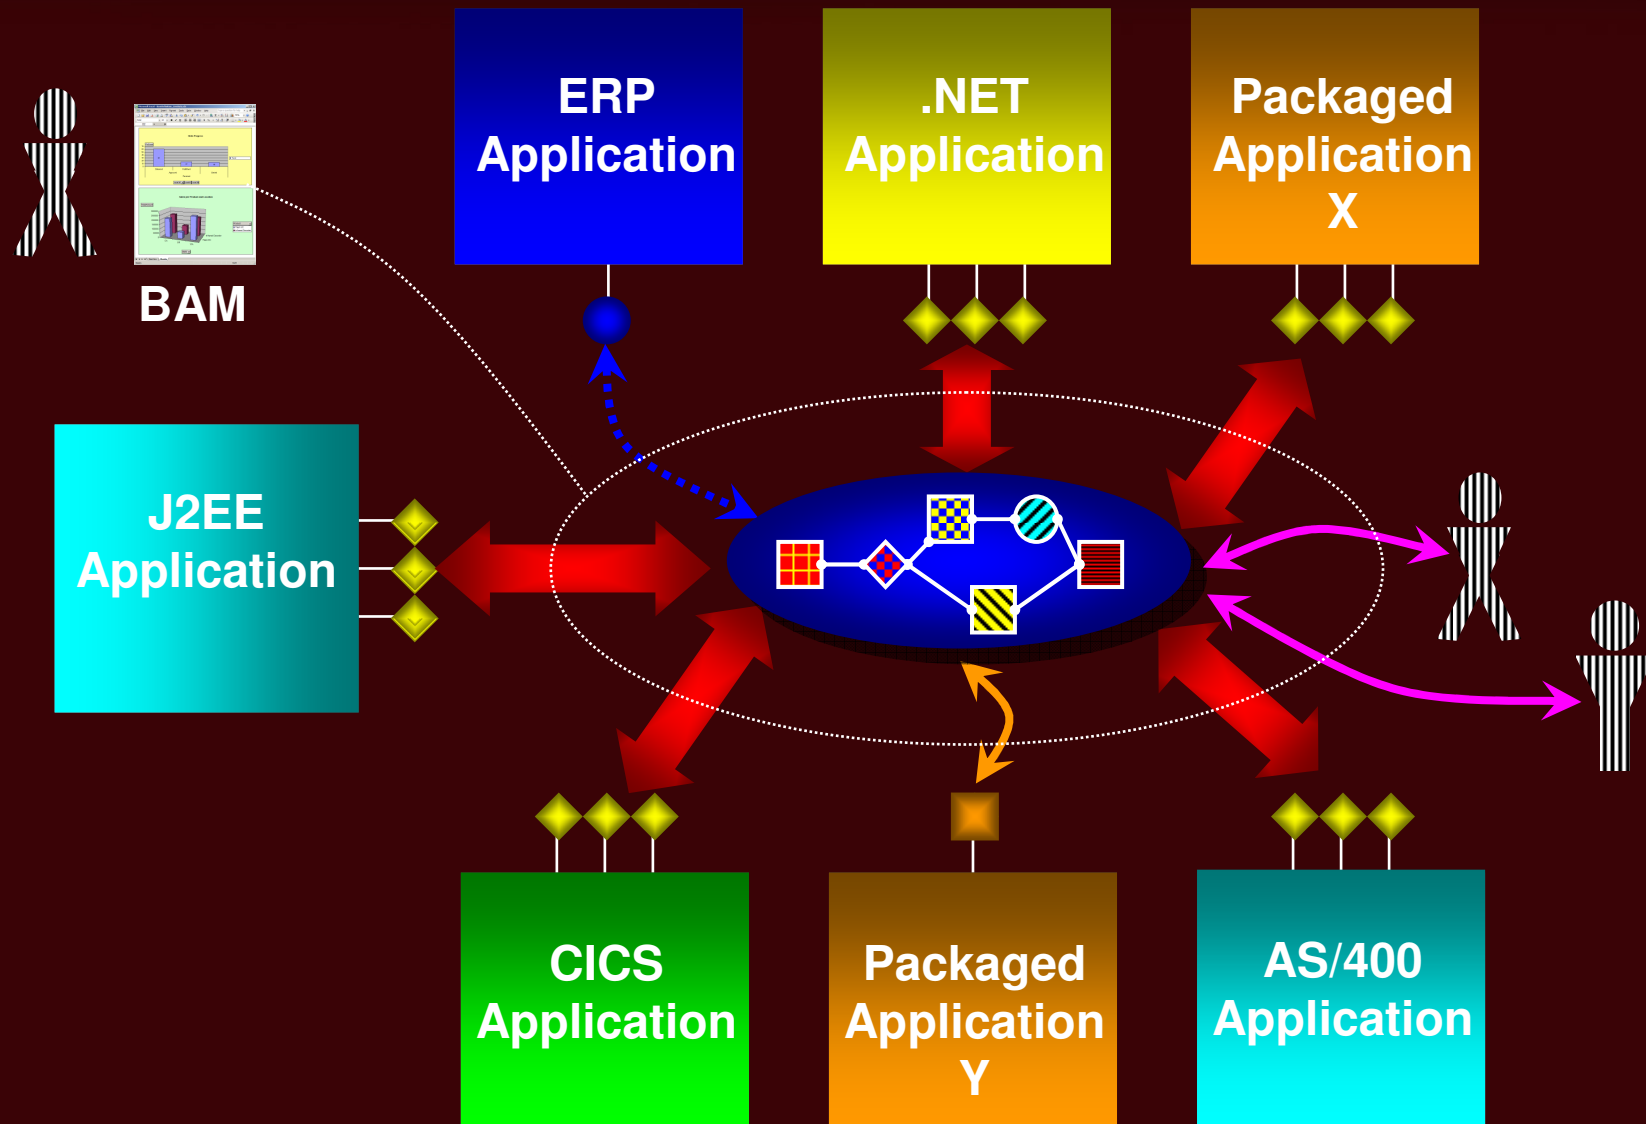 ERP
Application
.NET
Application
Packaged
Application
X
BAM
J2EE
Application
CICS
Application
Packaged
Application
Y
AS/400
Application